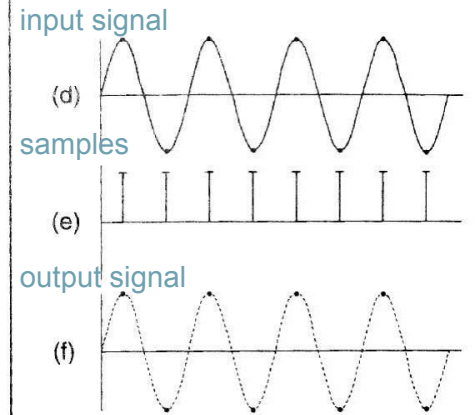 input signal
(d)
samples
(e)
output signal
(f)